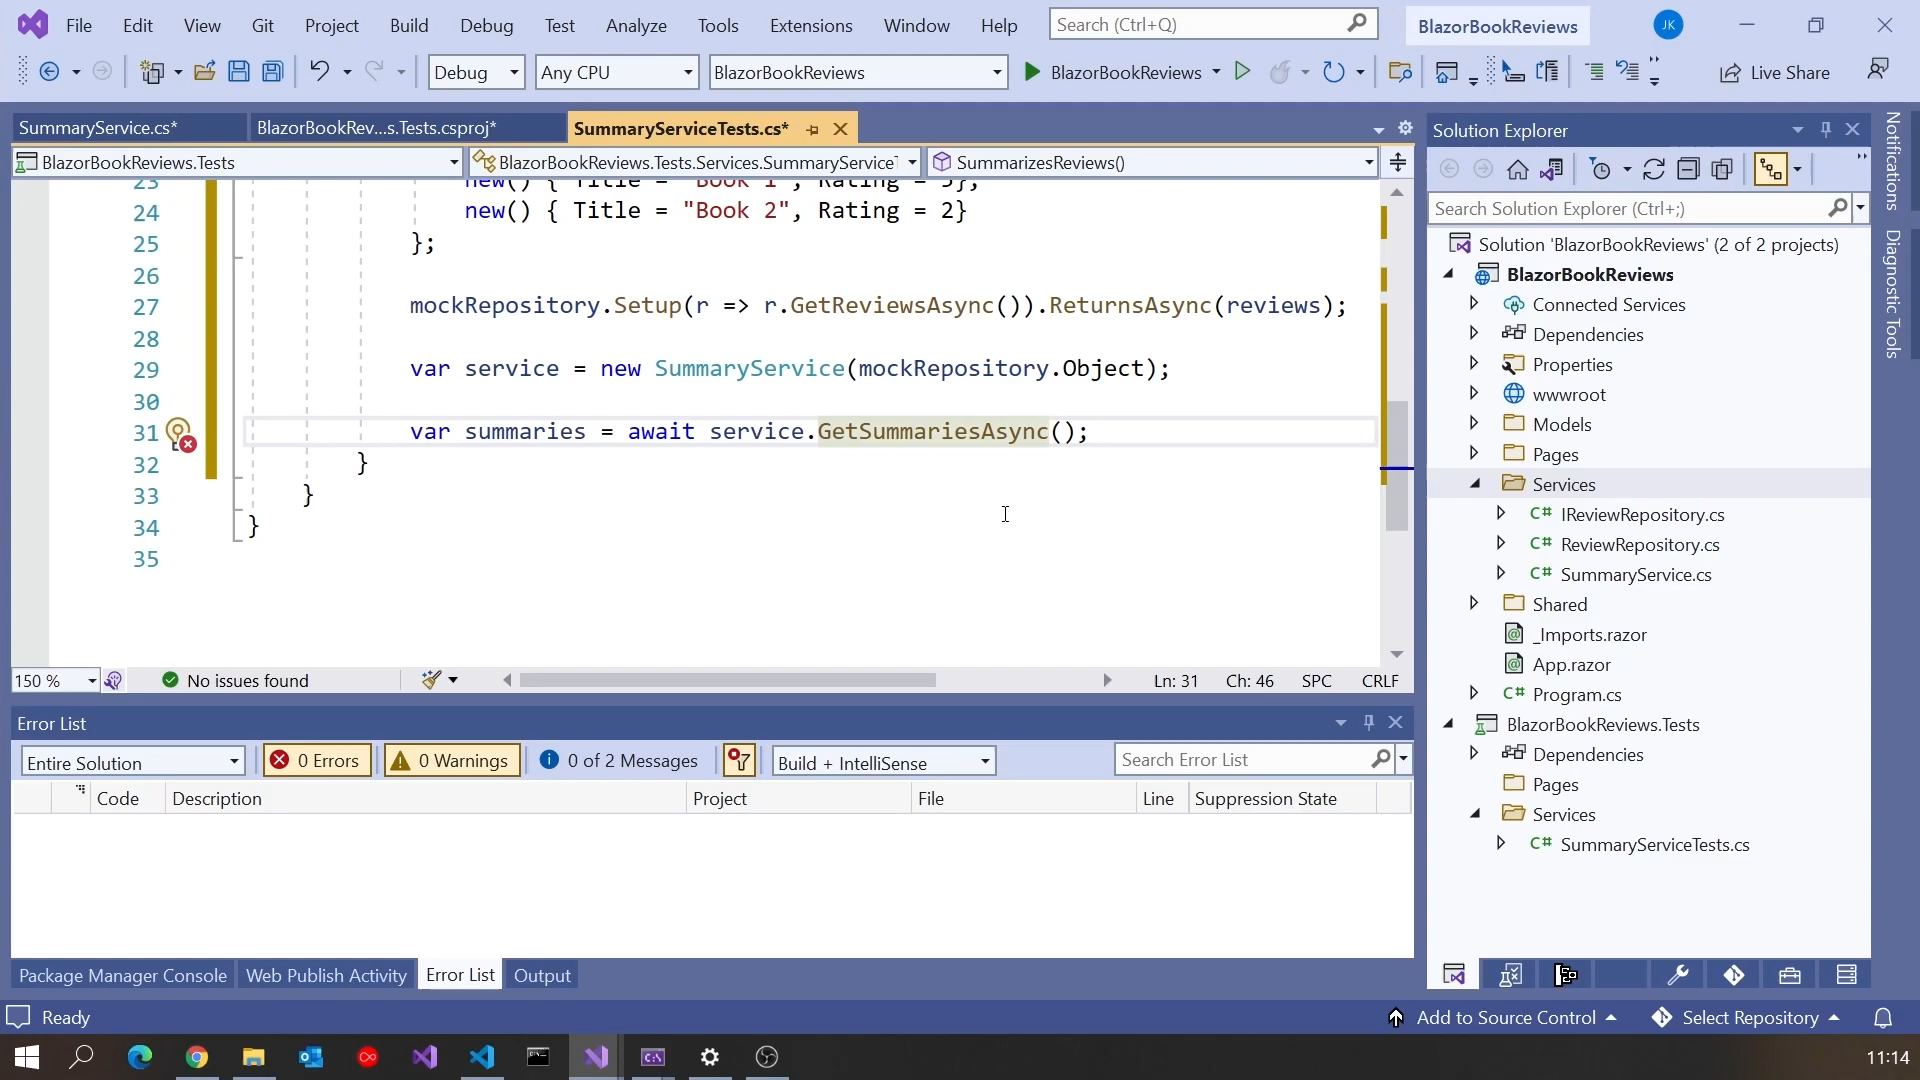 File Edit View Git Project Build Debug Test Analyze Tools Extensions Window Help Search (Ctrl+Q) BlazorBookReviews JK
Debug Any CPU BlazorBookReviews BlazorBookReviews Live Share
SummaryService.cs* BlazorBookRev...s.Tests.csproj* SummaryServiceTests.cs*
BlazorBookReviews.Tests BlazorBookReviews.Tests.Services.SummaryServiceT SummarizesReviews()
23 new() { Title = "Book 1", Rating = 5},
24 new() { Title = "Book 2", Rating = 2}
25 };
26
27 mockRepository.Setup(r => r.GetReviewsAsync()).ReturnsAsync(reviews);
28
29 var service = new SummaryService(mockRepository.Object);
30
31 var summaries = await service.GetSummariesAsync();
32 }
33 }
34 }
35
150 % No issues found Ln: 31 Ch: 46 SPC CRLF
Error List
Entire Solution 0 Errors 0 Warnings 0 of 2 Messages Build + IntelliSense Search Error List
Code Description Project File Line Suppression State
Package Manager Console Web Publish Activity Error List Output
Solution Explorer
Search Solution Explorer (Ctrl+;)
Solution 'BlazorBookReviews' (2 of 2 projects)
BlazorBookReviews
Connected Services
Dependencies
Properties
wwwroot
Models
Pages
Services
C# IReviewRepository.cs
C# ReviewRepository.cs
C# SummaryService.cs
Shared
_Imports.razor
App.razor
C# Program.cs
BlazorBookReviews.Tests
Dependencies
Pages
Services
C# SummaryServiceTests.cs
Notifications
Diagnostic Tools
Ready Add to Source Control Select Repository
11:14